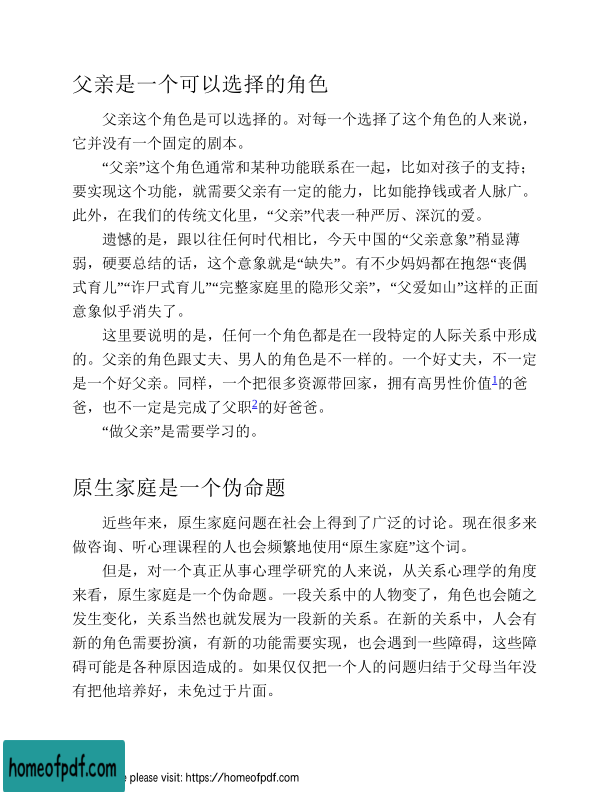 父亲是一个可以选择的角色
父亲这个角色是可以选择的。对每一个选择了这个角色的人来说，
它并没有一个固定的剧本。
“父亲”这个角色通常和某种功能联系在一起，比如对孩子的支持；
要实现这个功能，就需要父亲有一定的能力，比如能挣钱或者人脉广。
此外，在我们的传统文化里，“父亲”代表一种严厉、深沉的爱。
遗憾的是，跟以往任何时代相比，今天中国的“父亲意象”稍显薄
弱，硬要总结的话，这个意象就是“缺失”。有不少妈妈都在抱怨“丧偶
式育儿”“诈尸式育儿”“完整家庭里的隐形父亲”，“父爱如山”这样的正面
意象似乎消失了。
这里要说明的是，任何一个角色都是在一段特定的人际关系中形成
的。父亲的角色跟丈夫、男人的角色是不一样的。一个好丈夫，不一定
是一个好父亲。同样，一个把很多资源带回家，拥有高男性价值1的爸
爸，也不一定是完成了父职2的好爸爸。
“做父亲”是需要学习的。
原生家庭是一个伪命题
近些年来，原生家庭问题在社会上得到了广泛的讨论。现在很多来
做咨询、听心理课程的人也会频繁地使用“原生家庭”这个词。
但是，对一个真正从事心理学研究的人来说，从关系心理学的角度
来看，原生家庭是一个伪命题。一段关系中的人物变了，角色也会随之
发生变化，关系当然也就发展为一段新的关系。在新的关系中，人会有
新的角色需要扮演，有新的功能需要实现，也会遇到一些障碍，这些障
碍可能是各种原因造成的。如果仅仅把一个人的问题归结于父母当年没
有把他培养好，未免过于片面。
homeofpdf.com
e please visit: https://homeofpdf.com